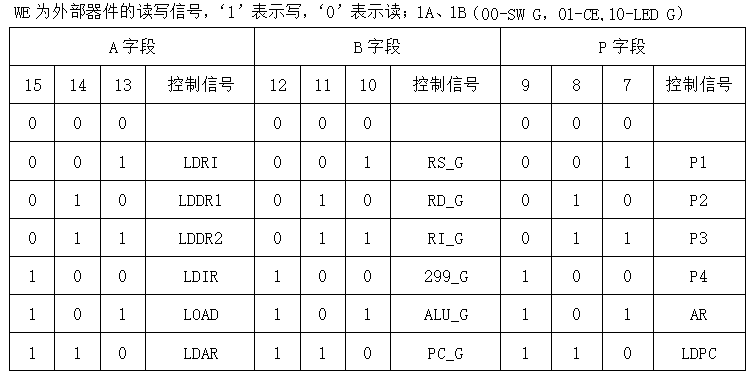 WE为外部器件的读写信号，‘1’表示写，‘0’表示读；1A、1B（00-SW G，01-CE,10-LED G）
A字段 B字段 P字段
15 14 13 控制信号 12 11 10 控制信号 9 8 7 控制信号
0 0 0 0 0 0 0 0 0
0 0 1 LDRI 0 0 1 RS_G 0 0 1 P1
0 1 0 LDDR1 0 1 0 RD_G 0 1 0 P2
0 1 1 LDDR2 0 1 1 RI_G 0 1 1 P3
1 0 0 LDIR 1 0 0 299_G 1 0 0 P4
1 0 1 LOAD 1 0 1 ALU_G 1 0 1 AR
1 1 0 LDAR 1 1 0 PC_G 1 1 0 LDPC